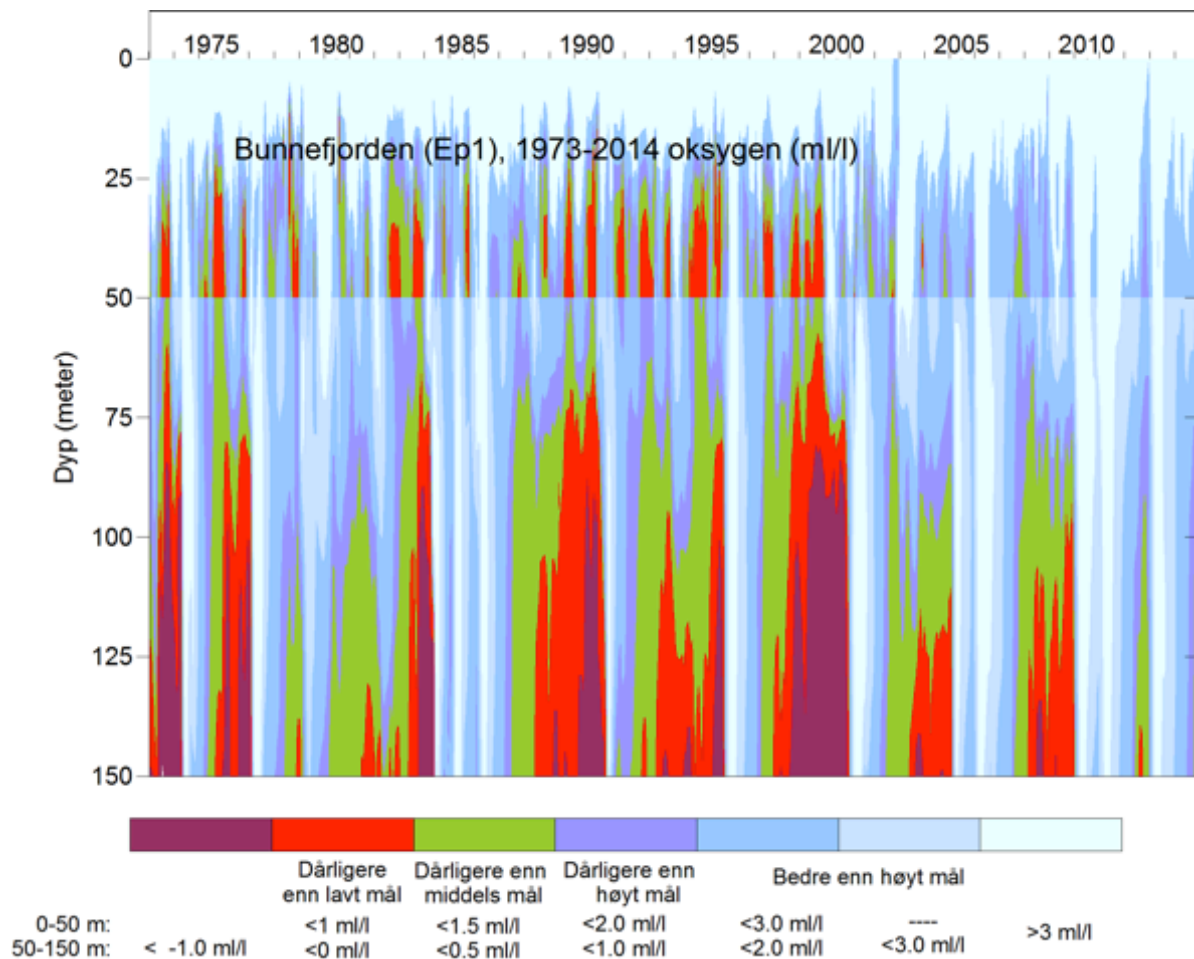 1975 1980 1985 1990 1995 2000 2005 2010
0
Bunnefjorden (Ep1), 1973-2014 oksygen (ml/l)
25
50
Dyp (meter)
75
100
125
150
Dårligere enn lavt mål
Dårligere enn middels mål
Dårligere enn høyt mål
Bedre enn høyt mål
0-50 m: <1 ml/l <1.5 ml/l <2.0 ml/l <3.0 ml/l ---- >3 ml/l
50-150 m: < -1.0 ml/l <0 ml/l <0.5 ml/l <1.0 ml/l <2.0 ml/l <3.0 ml/l